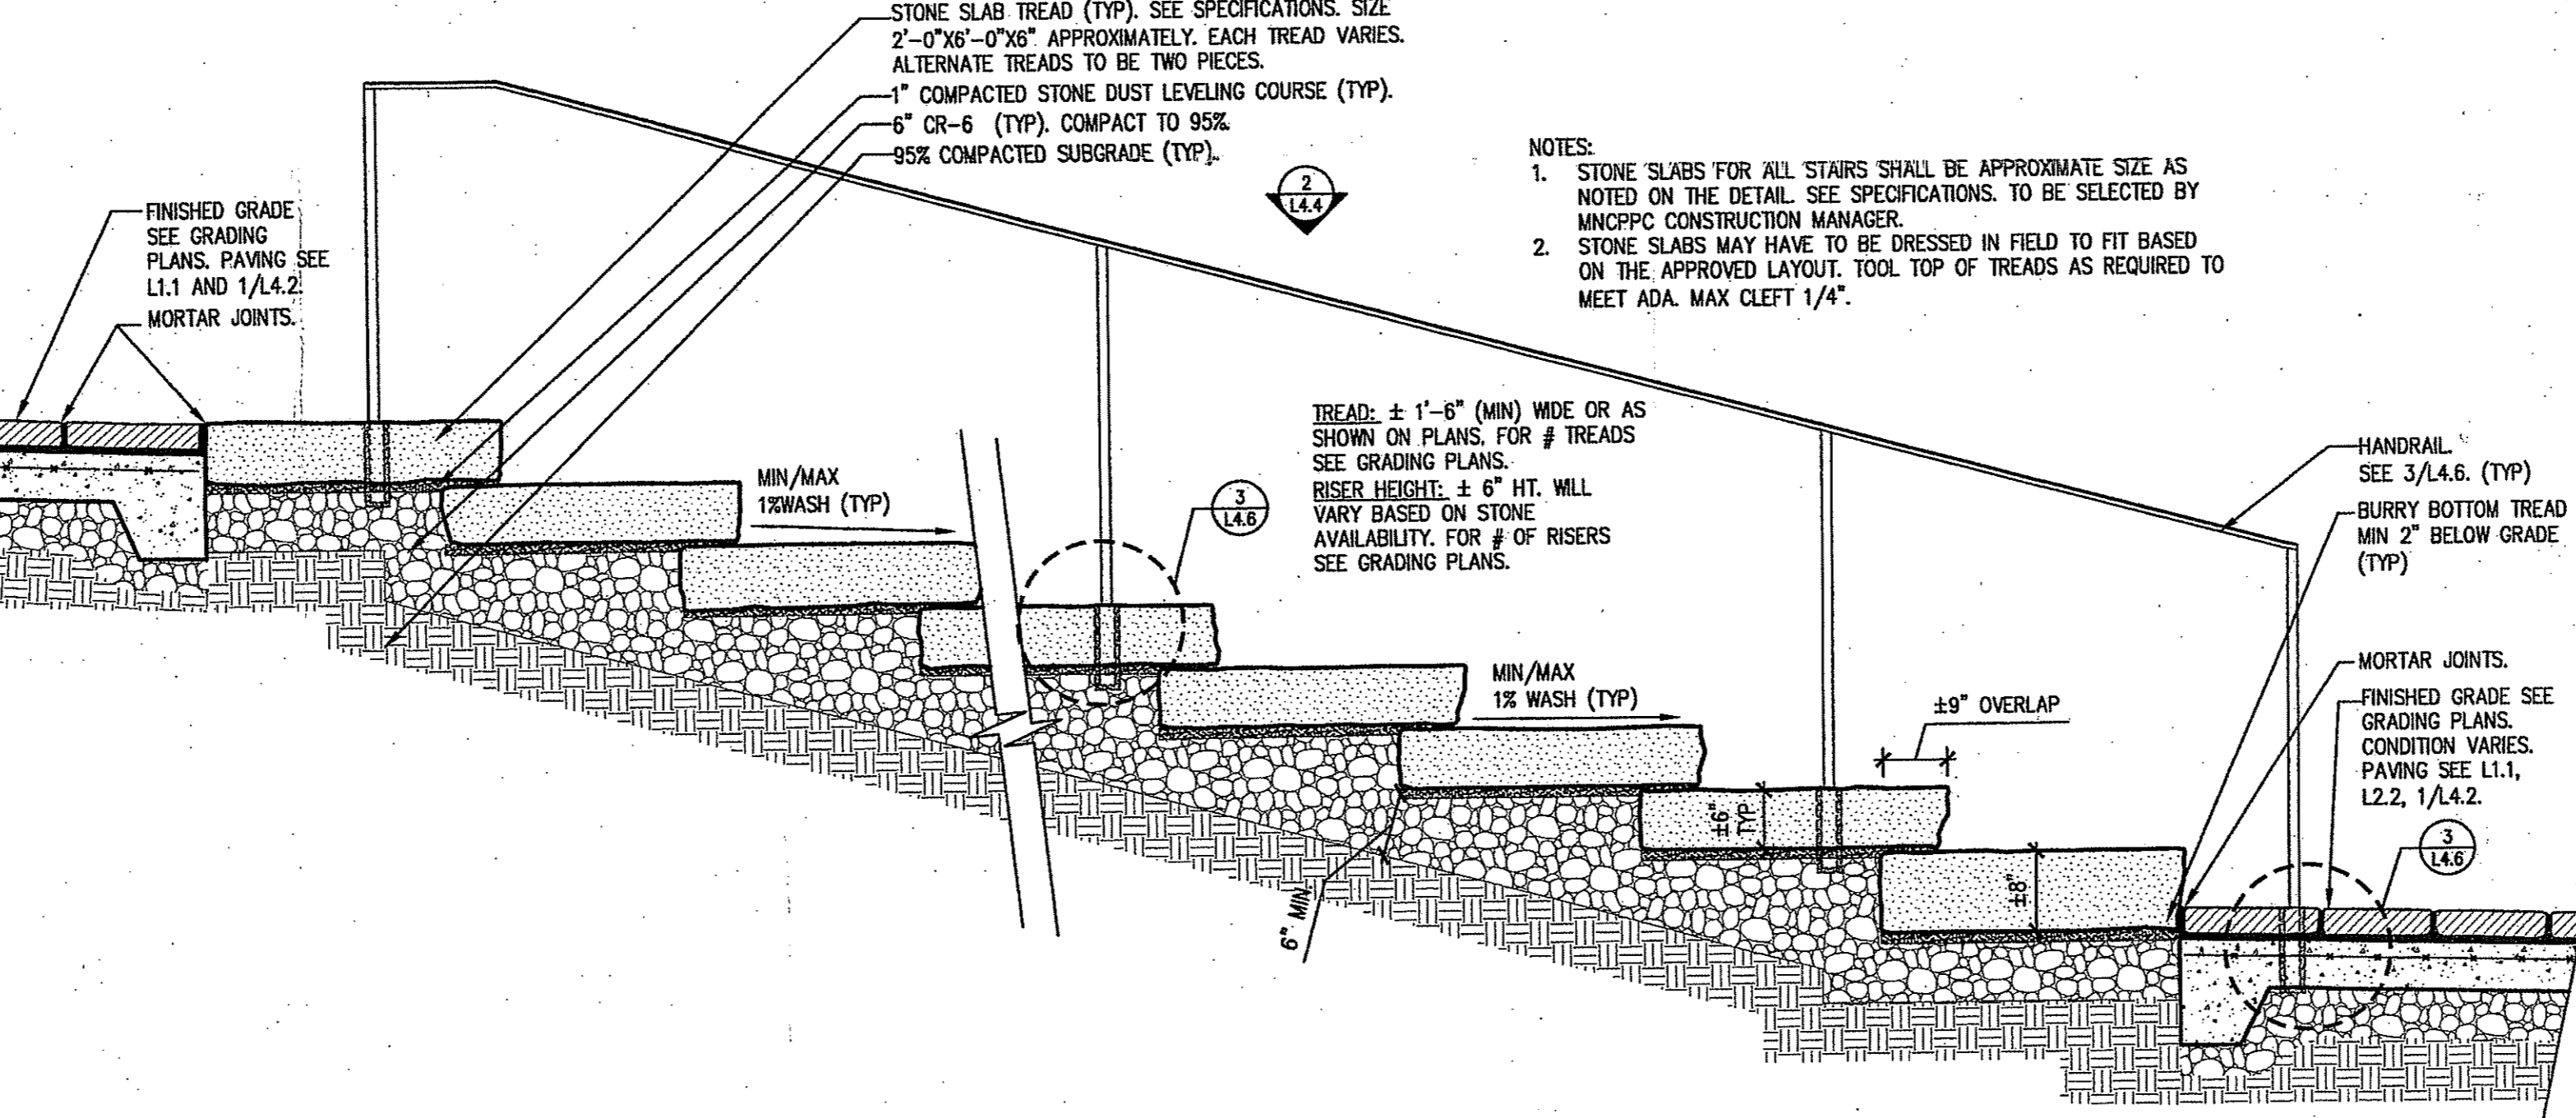 STONE SLAB TREAD (TYP). SEE SPECIFICATIONS. SIZE
2'-0"X6'-0"X6" APPROXIMATELY. EACH TREAD VARIES.
ALTERNATE TREADS TO BE TWO PIECES.
1" COMPACTED STONE DUST LEVELING COURSE (TYP).
6" CR-6 (TYP). COMPACT TO 95%
95% COMPACTED SUBGRADE (TYP).
2
L4.4
NOTES:
1. STONE SLABS FOR ALL STAIRS SHALL BE APPROXIMATE SIZE AS
NOTED ON THE DETAIL. SEE SPECIFICATIONS. TO BE SELECTED BY
MNCPPC CONSTRUCTION MANAGER.
2. STONE SLABS MAY HAVE TO BE DRESSED IN FIELD TO FIT BASED
ON THE APPROVED LAYOUT. TOOL TOP OF TREADS AS REQUIRED TO
MEET ADA. MAX CLEFT 1/4".
FINISHED GRADE
SEE GRADING
PLANS. PAVING SEE
L1.1 AND 1/L4.2.
MORTAR JOINTS.
MIN/MAX
1%WASH (TYP)
3
L4.6
TREAD: ± 1'-6" (MIN) WIDE OR AS
SHOWN ON PLANS. FOR # TREADS
SEE GRADING PLANS.
RISER HEIGHT: ± 6" HT. WILL
VARY BASED ON STONE
AVAILABILITY. FOR # OF RISERS
SEE GRADING PLANS.
HANDRAIL.
SEE 3/L4.6. (TYP)
BURRY BOTTOM TREAD
MIN 2" BELOW GRADE
(TYP)
MIN/MAX
1% WASH (TYP)
±9" OVERLAP
MORTAR JOINTS.
FINISHED GRADE SEE
GRADING PLANS.
CONDITION VARIES.
PAVING SEE L1.1,
L2.2, 1/L4.2.
3
L4.6
±6"
TYP
±8"
6" MIN.